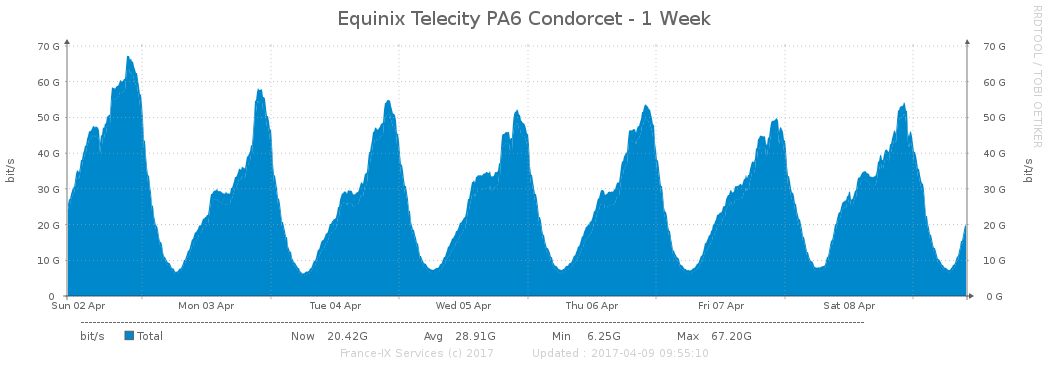 Equinix Telecity PA6 Condorcet - 1 Week
RRDTOOL / TOBI OETIKER
bit/s
70 G 70 G
60 G 60 G
50 G 50 G
40 G 40 G
30 G 30 G
20 G 20 G
10 G 10 G
0 0 G
bit/s
Sun 02 Apr Mon 03 Apr Tue 04 Apr Wed 05 Apr Thu 06 Apr Fri 07 Apr Sat 08 Apr
bit/s Total Now 20.42G Avg 28.91G Min 6.25G Max 67.20G
France-IX Services (c) 2017 Updated : 2017-04-09 09:55:10